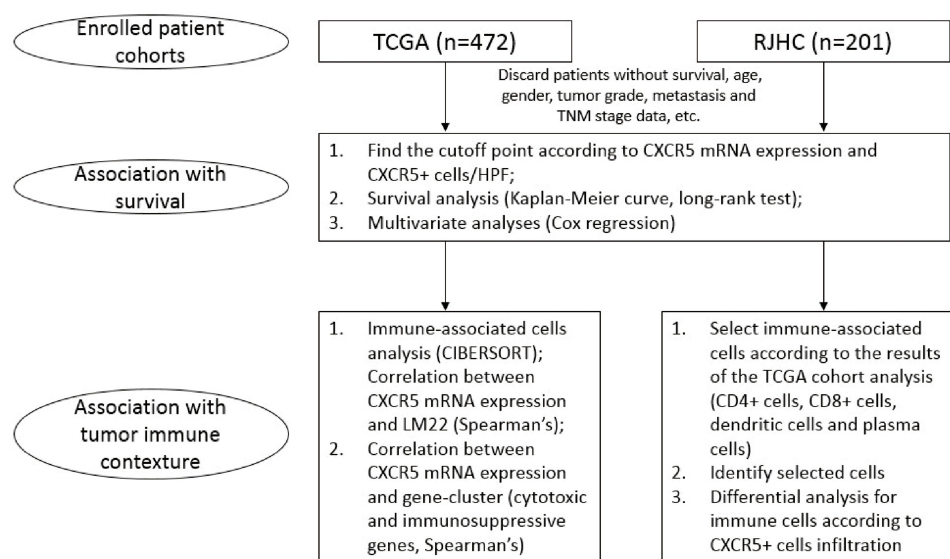 Enrolled patient
cohorts
TCGA (n=472)
RJHC (n=201)
Discard patients without survival, age,
gender, tumor grade, metastasis and
TNM stage data, etc.
Association with
survival
1. Find the cutoff point according to CXCR5 mRNA expression and
CXCR5+ cells/HPF;
2. Survival analysis (Kaplan-Meier curve, long-rank test);
3. Multivariate analyses (Cox regression)
Association with
tumor immune
contexture
1. Immune-associated cells
analysis (CIBERSORT);
Correlation between
CXCR5 mRNA expression
and LM22 (Spearman's);
2. Correlation between
CXCR5 mRNA expression
and gene-cluster (cytotoxic
and immunosuppressive
genes, Spearman's)
1. Select immune-associated
cells according to the results
of the TCGA cohort analysis
(CD4+ cells, CD8+ cells,
dendritic cells and plasma
cells)
2. Identify selected cells
3. Differential analysis for
immune cells according to
CXCR5+ cells infiltration